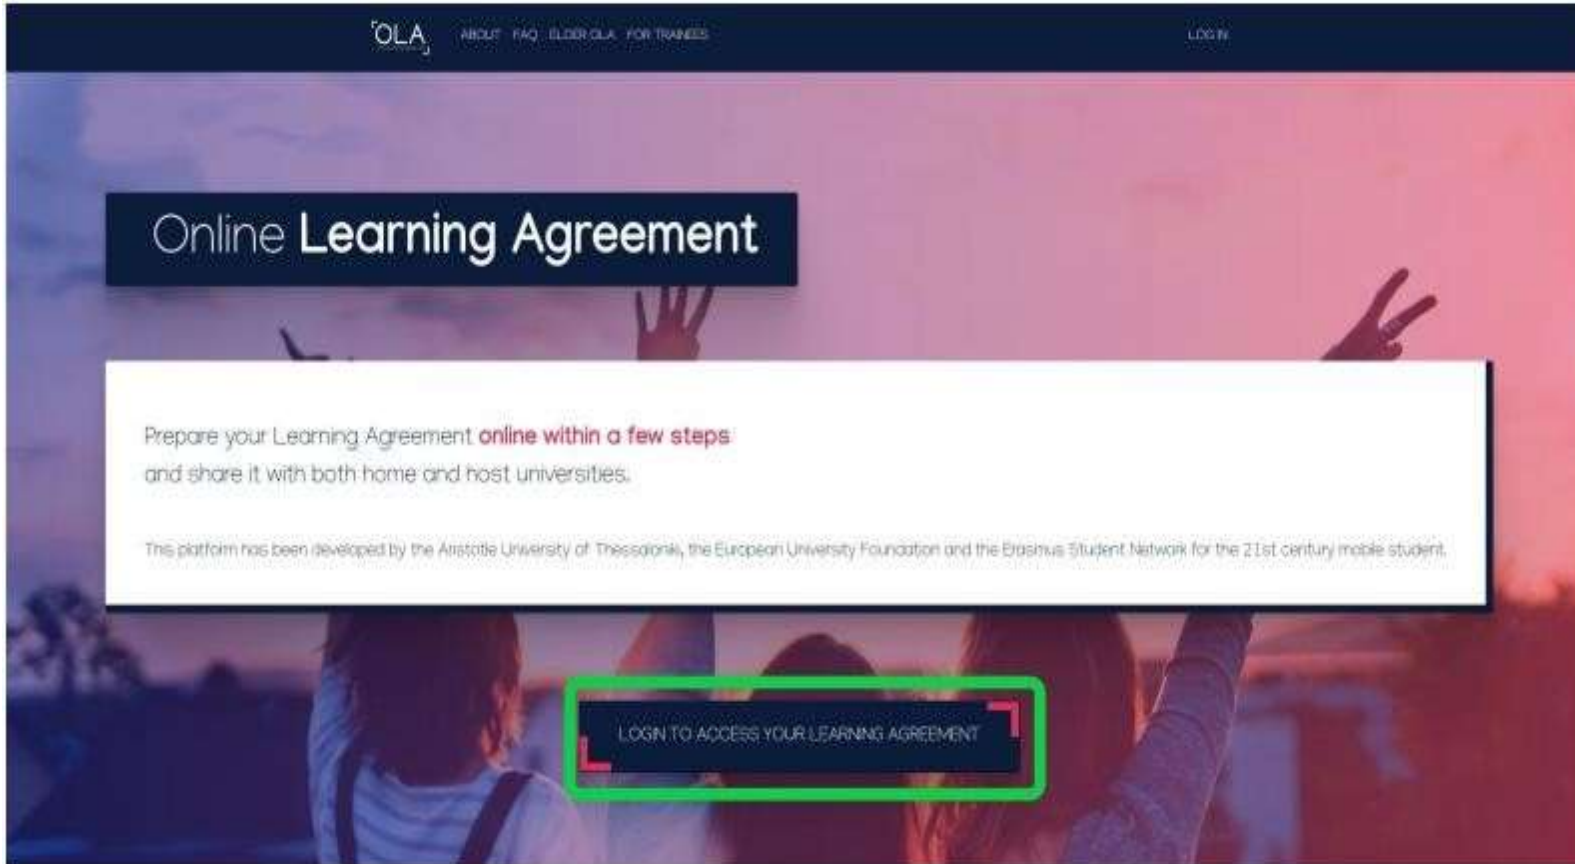 OLA
ABOUT FAQ ELDER OLA FOR TRAINEES
LOG IN
Online Learning Agreement
Prepare your Learning Agreement online within a few steps
and share it with both home and host universities.
This platform has been developed by the Aristotle University of Thessaloniki, the European University Foundation and the Erasmus Student Network for the 21st century mobile student.
LOGIN TO ACCESS YOUR LEARNING AGREEMENT